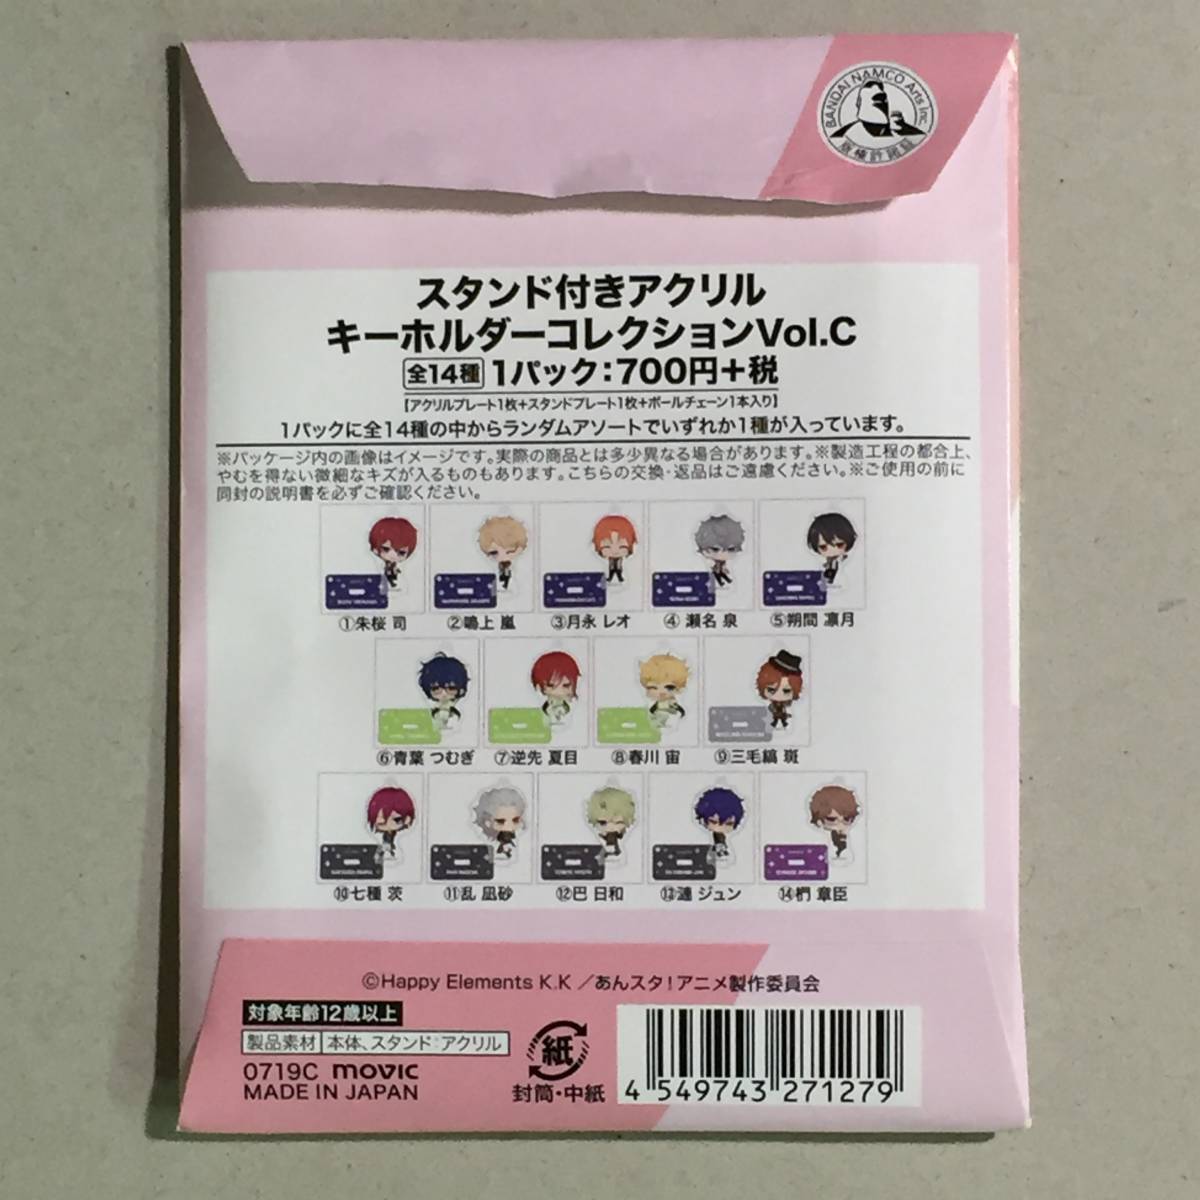 BANDAI NAMCO Arts Inc.
版権許諾証
スタンド付きアクリル
キーホルダーコレクションVol.C
全14種 1パック:700円+税
【アクリルプレート1枚+スタンドプレート1枚+ボールチェーン1本入り】
1パックに全14種の中からランダムアソートでいずれか1種が入っています。
※パッケージ内の画像はイメージです。実際の商品とは多少異なる場合があります。※製造工程の都合上、
やむを得ない微細なキズが入るものもあります。こちらの交換・返品はご遠慮ください。※ご使用の前に
同封の説明書を必ずご確認ください。
①朱桜 司 ②鳴上 嵐 ③月永 レオ ④ 瀬名 泉 ⑤朔間 凛月
⑥青葉 つむぎ ⑦逆先 夏目 ⑧春川 宙 ⑨三毛縞 斑
⑩七種 茨 ⑪乱 凪砂 ⑫巴 日和 ⑬漣 ジュン ⑭椚 章臣
©Happy Elements K.K/あんスタ!アニメ製作委員会
対象年齢12歳以上
製品素材 本体、スタンド:アクリル
0719C movic
MADE IN JAPAN
紙
封筒・中紙
4 549743 271279